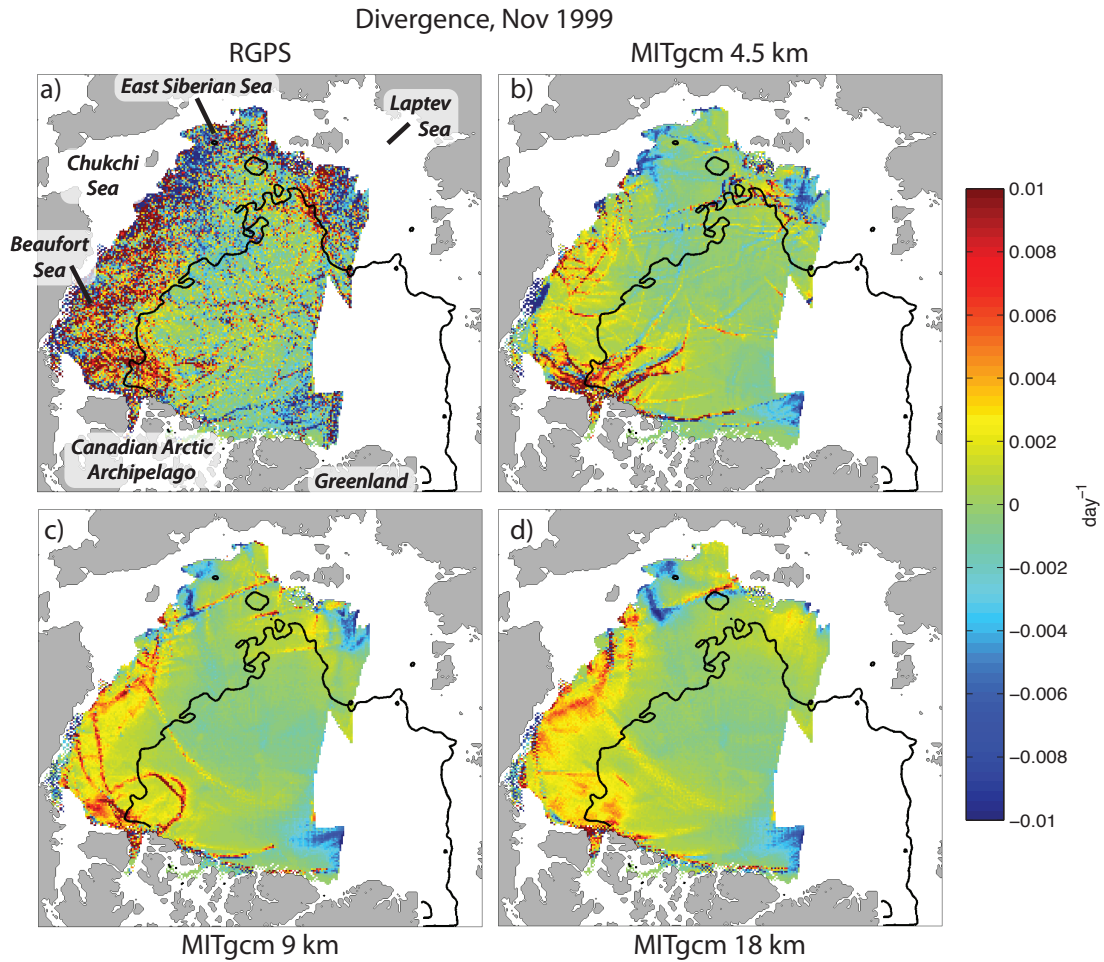 Divergence, Nov 1999
RGPS
MITgcm 4.5 km
a)
East Siberian Sea
Laptev
Sea
Chukchi
Sea
Beaufort
Sea
Canadian Arctic
Archipelago
Greenland
b)
c)
d)
MITgcm 9 km
MITgcm 18 km
0.01
0.008
0.006
0.004
0.002
0
−0.002
−0.004
−0.006
−0.008
−0.01
day⁻¹